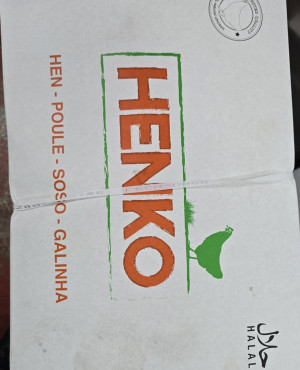 HENKO
HEN - POULE - SOSO - GALINHA
حلال
HALAL